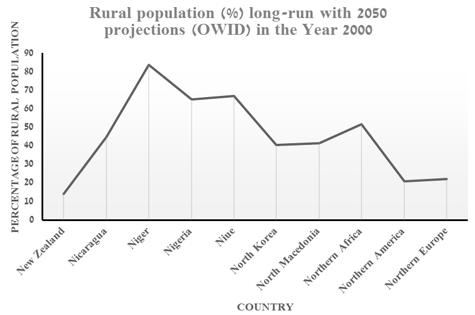 Rural population (%) long-run with 2050
projections (OWID) in the Year 2000
PERCENTAGE OF RURAL POPULATION
90
80
70
60
50
40
30
20
10
0
New Zealand
Nicaragua
Niger
Nigeria
Niue
North Korea
North Macedonia
Northern Africa
Northern America
Northern Europe
COUNTRY